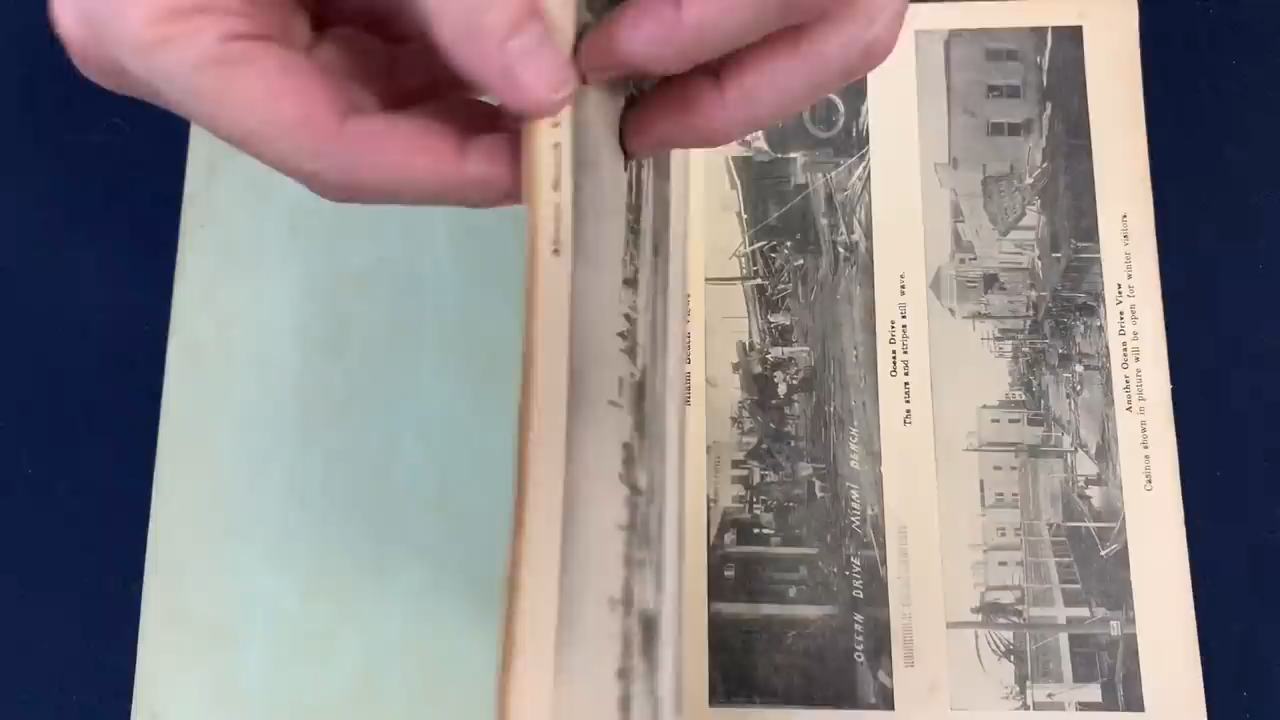 Miami Beach Views
OCEAN DRIVE MIAMI BEACH
Ocean Drive
The stars and stripes still wave.
Another Ocean Drive View
Casinos shown in picture will be open for winter visitors.